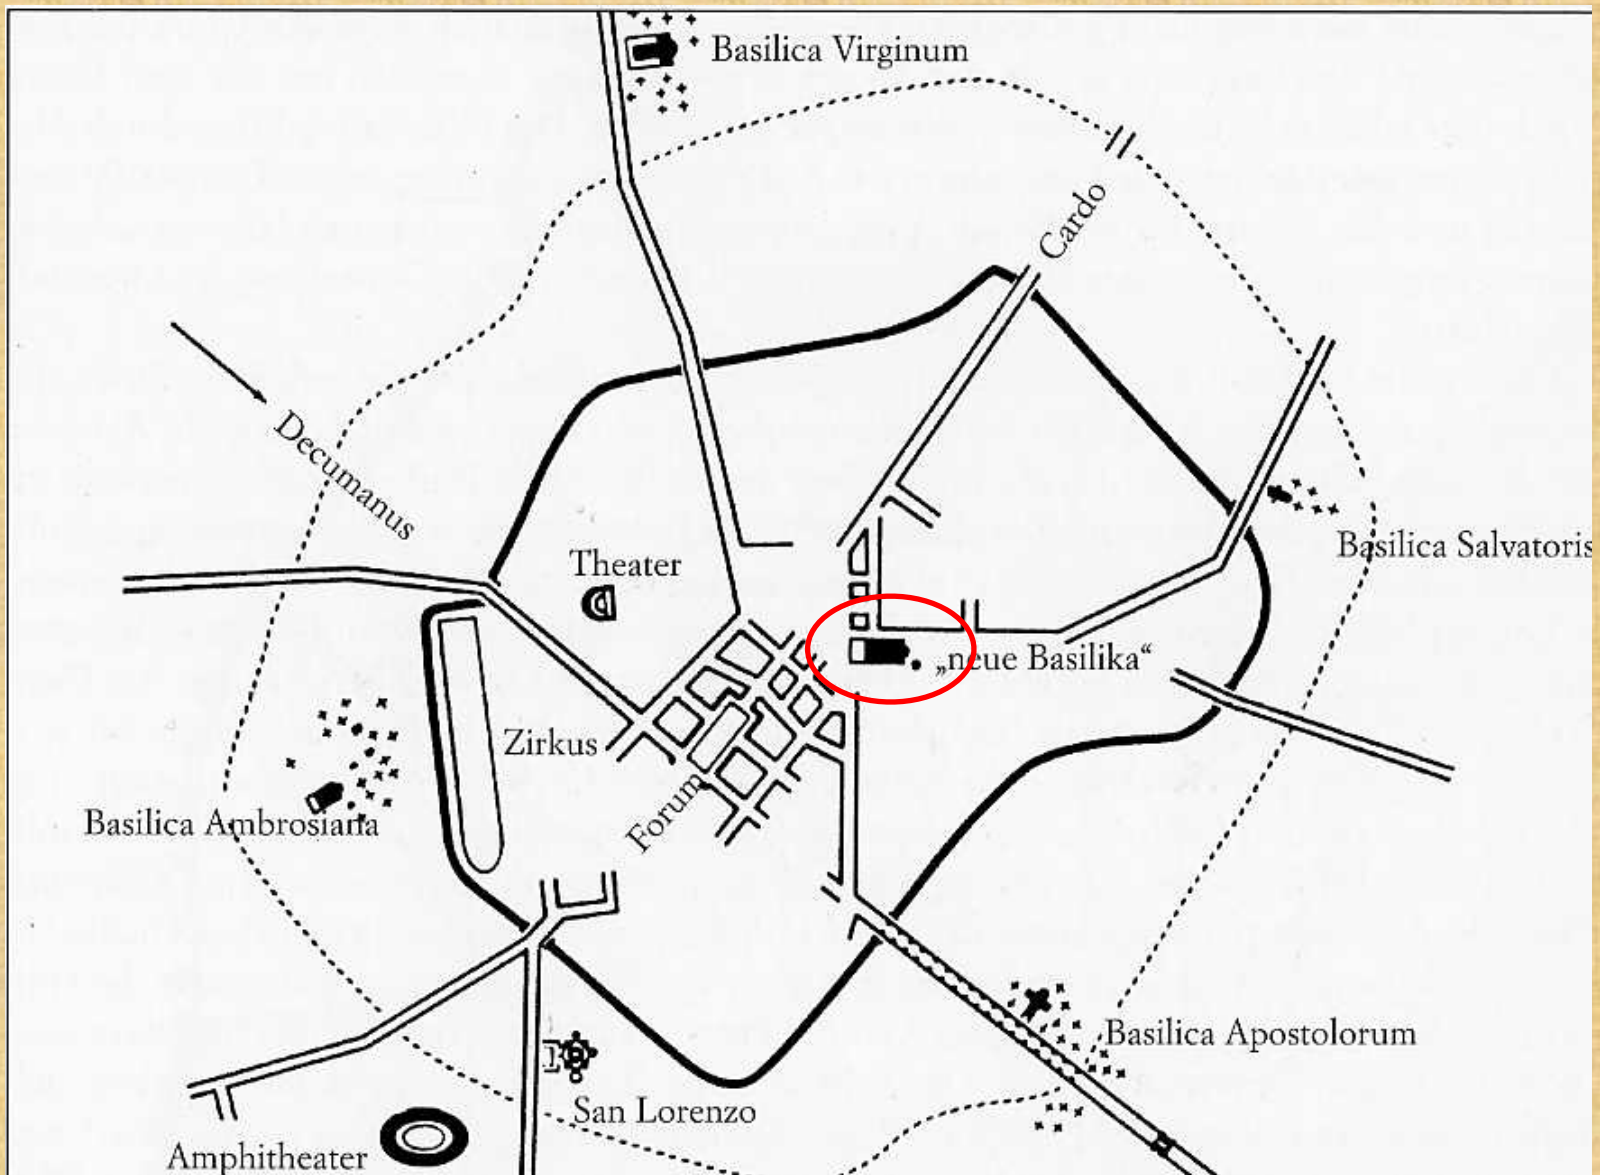 Basilica Virginum
Cardo
Decumanus
Basilica Salvatoris
Theater
„neue Basilika“
Zirkus
Forum
Basilica Ambrosiana
Basilica Apostolorum
San Lorenzo
Amphitheater